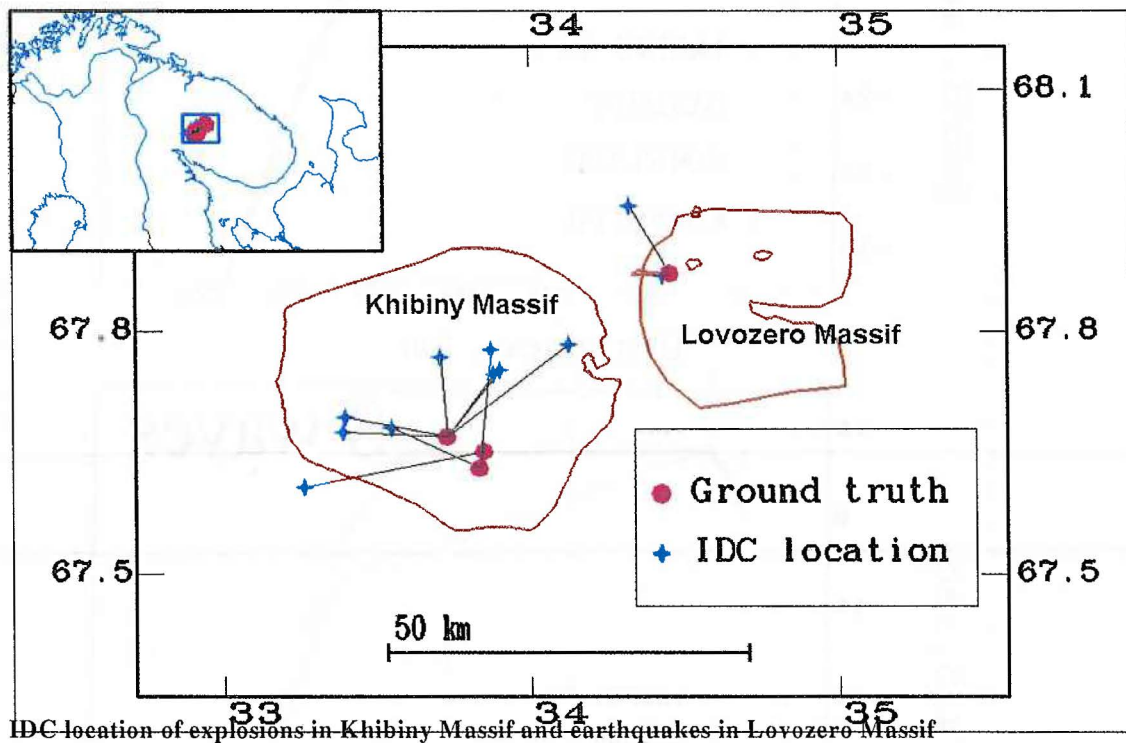 34 35
68.1
Khibiny Massif
67.8 Lovozero Massif 67.8
Ground truth
IDC location
67.5 67.5
50 km
33 34 35
IDC location of explosions in Khibiny Massif and earthquakes in Lovozero Massif